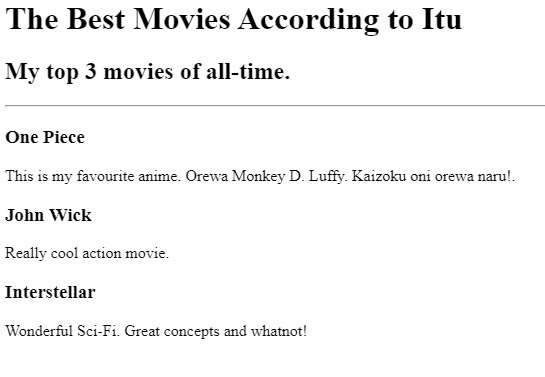 The Best Movies According to Itu
My top 3 movies of all-time.
One Piece
This is my favourite anime. Orewa Monkey D. Luffy. Kaizoku oni orewa naru!.
John Wick
Really cool action movie.
Interstellar
Wonderful Sci-Fi. Great concepts and whatnot!